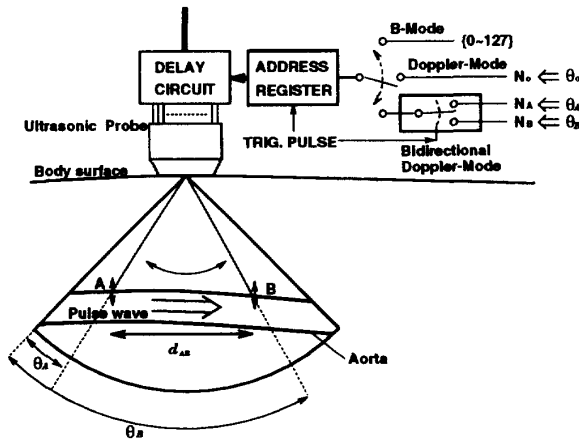 B-Mode
{0~127}
DELAY
CIRCUIT
ADDRESS
REGISTER
Doppler-Mode
N₀ ⇐ θ₀
N_A ⇐ θ_A
N_B ⇐ θ_B
Ultrasonic Probe
TRIG. PULSE
Bidirectional
Doppler-Mode
Body surface
A
B
Pulse wave
d_AB
Aorta
θ_A
θ_B